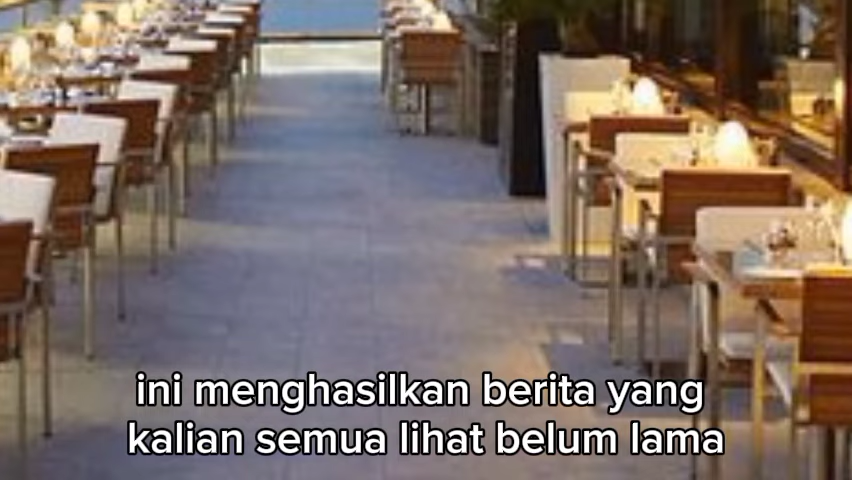 ini menghasilkan berita yang
kalian semua lihat belum lama